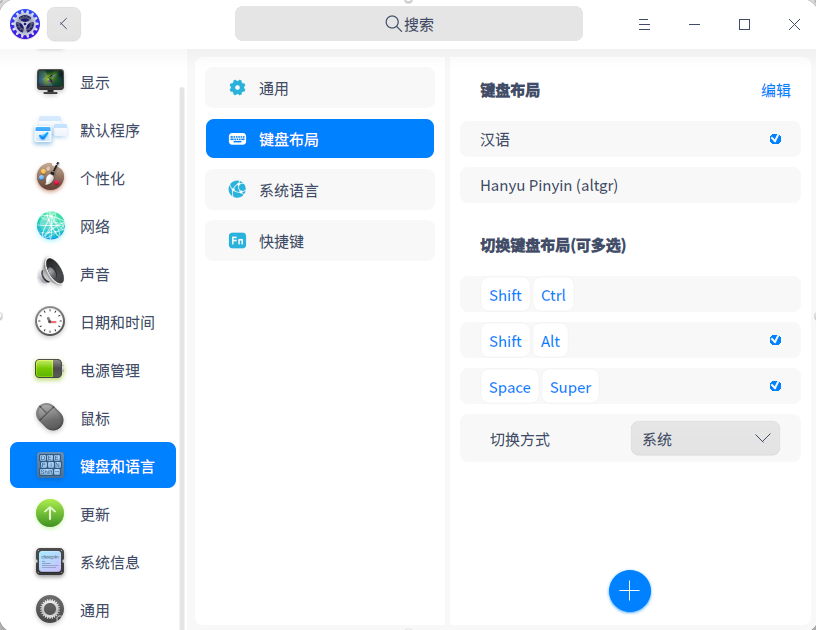 搜索
显示
默认程序
个性化
网络
声音
日期和时间
电源管理
鼠标
键盘和语言
更新
系统信息
通用
通用
键盘布局
系统语言
Fn 快捷键
键盘布局 编辑
汉语
Hanyu Pinyin (altgr)
切换键盘布局(可多选)
Shift Ctrl
Shift Alt
Space Super
切换方式 系统